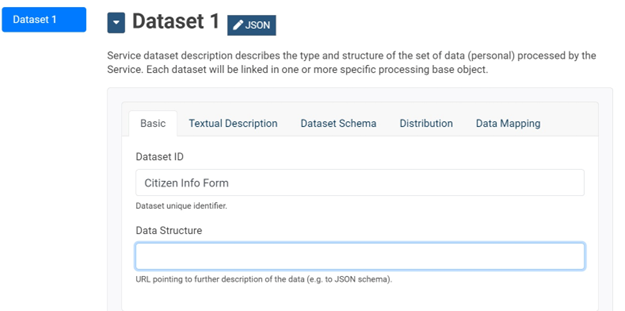 Dataset 1
Dataset 1
JSON
Service dataset description describes the type and structure of the set of data (personal) processed by the
Service. Each dataset will be linked in one or more specific processing base object.
Basic Textual Description Dataset Schema Distribution Data Mapping
Dataset ID
Citizen Info Form
Dataset unique identifier.
Data Structure
URL pointing to further description of the data (e.g. to JSON schema).